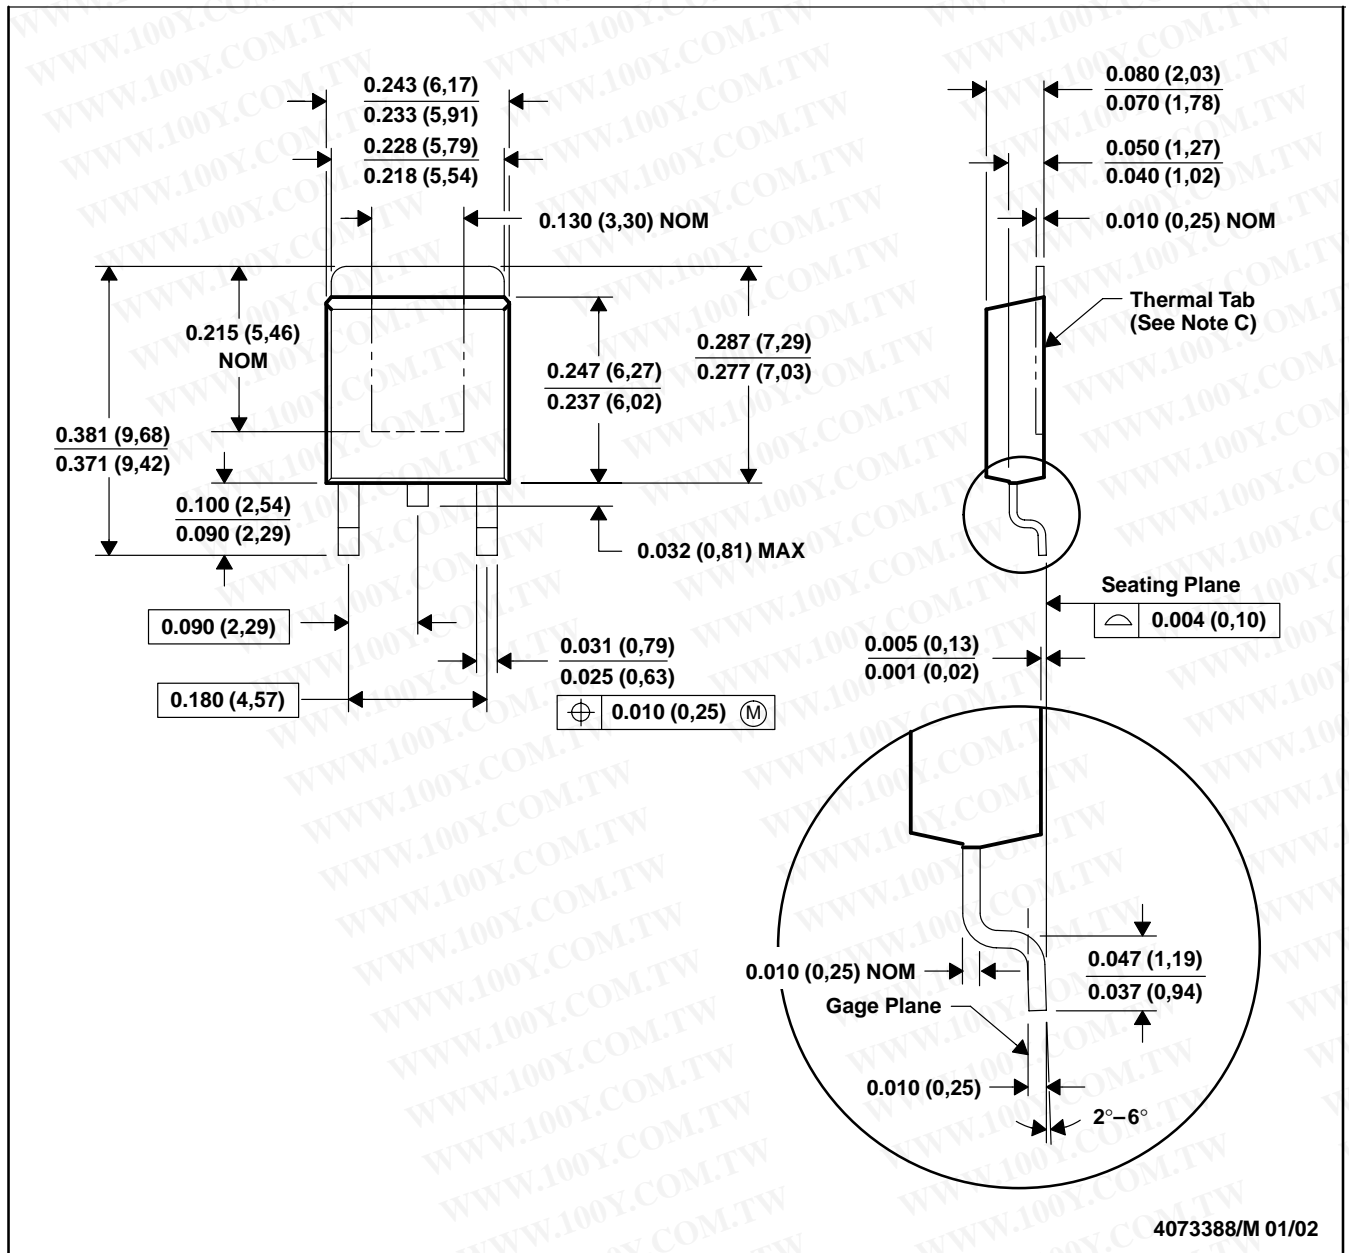 0.243 (6,17)
0.233 (5,91)
0.228 (5,79)
0.218 (5,54)
0.130 (3,30) NOM
0.215 (5,46)
NOM
0.287 (7,29)
0.277 (7,03)
0.247 (6,27)
0.237 (6,02)
0.381 (9,68)
0.371 (9,42)
0.100 (2,54)
0.090 (2,29)
0.032 (0,81) MAX
0.090 (2,29)
0.180 (4,57)
0.031 (0,79)
0.025 (0,63)
0.010 (0,25) M
0.080 (2,03)
0.070 (1,78)
0.050 (1,27)
0.040 (1,02)
0.010 (0,25) NOM
Thermal Tab
(See Note C)
Seating Plane
0.004 (0,10)
0.005 (0,13)
0.001 (0,02)
0.010 (0,25) NOM
0.047 (1,19)
0.037 (0,94)
Gage Plane
0.010 (0,25)
2°–6°
4073388/M 01/02
WWW.100Y.COM.TW